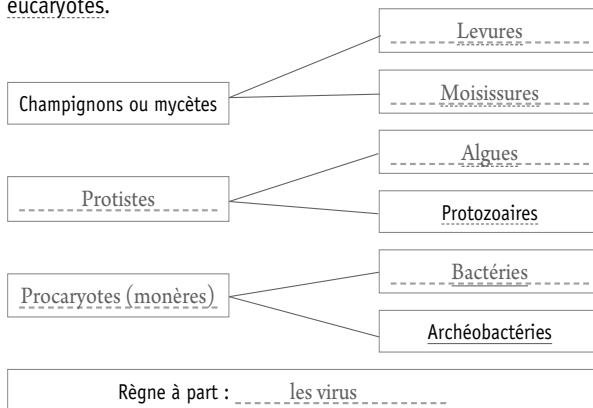 eucaryotes.
Levures
Champignons ou mycètes
Moisissures
Algues
Protistes
Protozoaires
Bactéries
Procaryotes (monères)
Archéobactéries
Règne à part : les virus